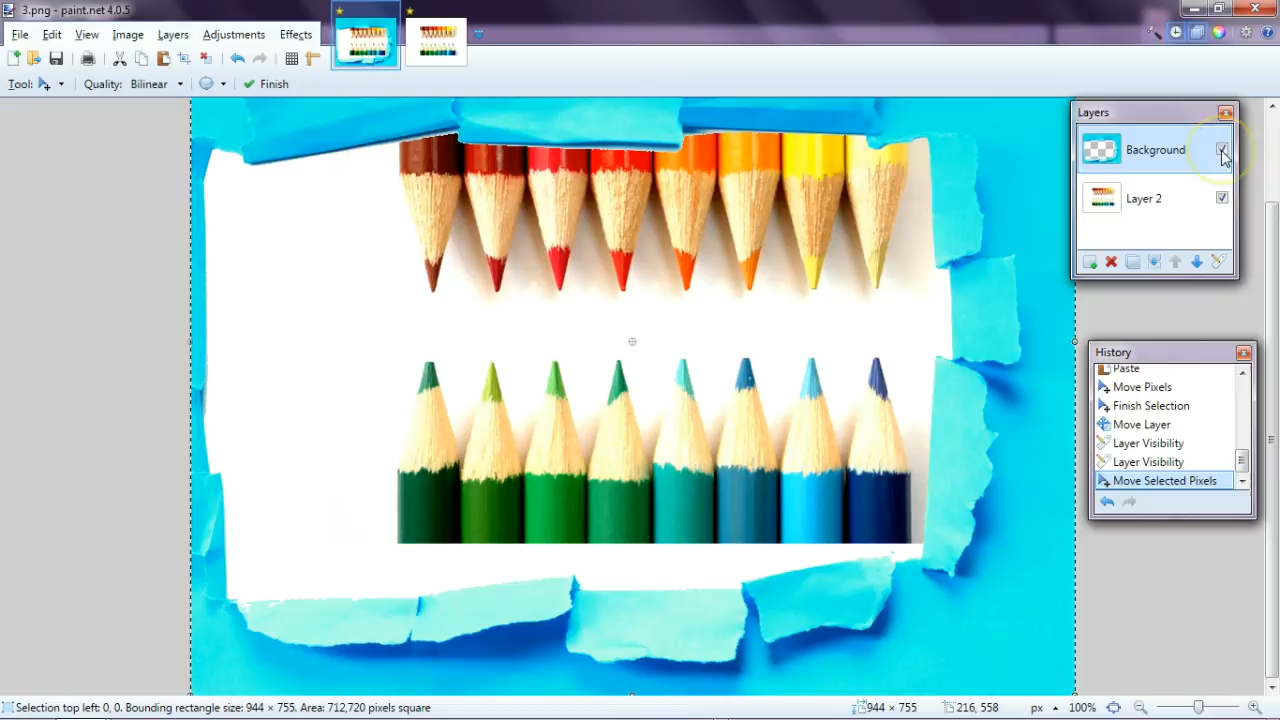 3.png - paint.net 4.0.5
File Edit View Image Layers Adjustments Effects
Tool: Quality: Bilinear Finish
Layers
Background
Layer 2
History
Paste
Move Pixels
Finish Selection
Move Layer
Layer Visibility
Layer Visibility
Move Selected Pixels
Selection top left: 0, 0. Bounding rectangle size: 944 × 755. Area: 712,720 pixels square 944 × 755 216, 558 px 100%